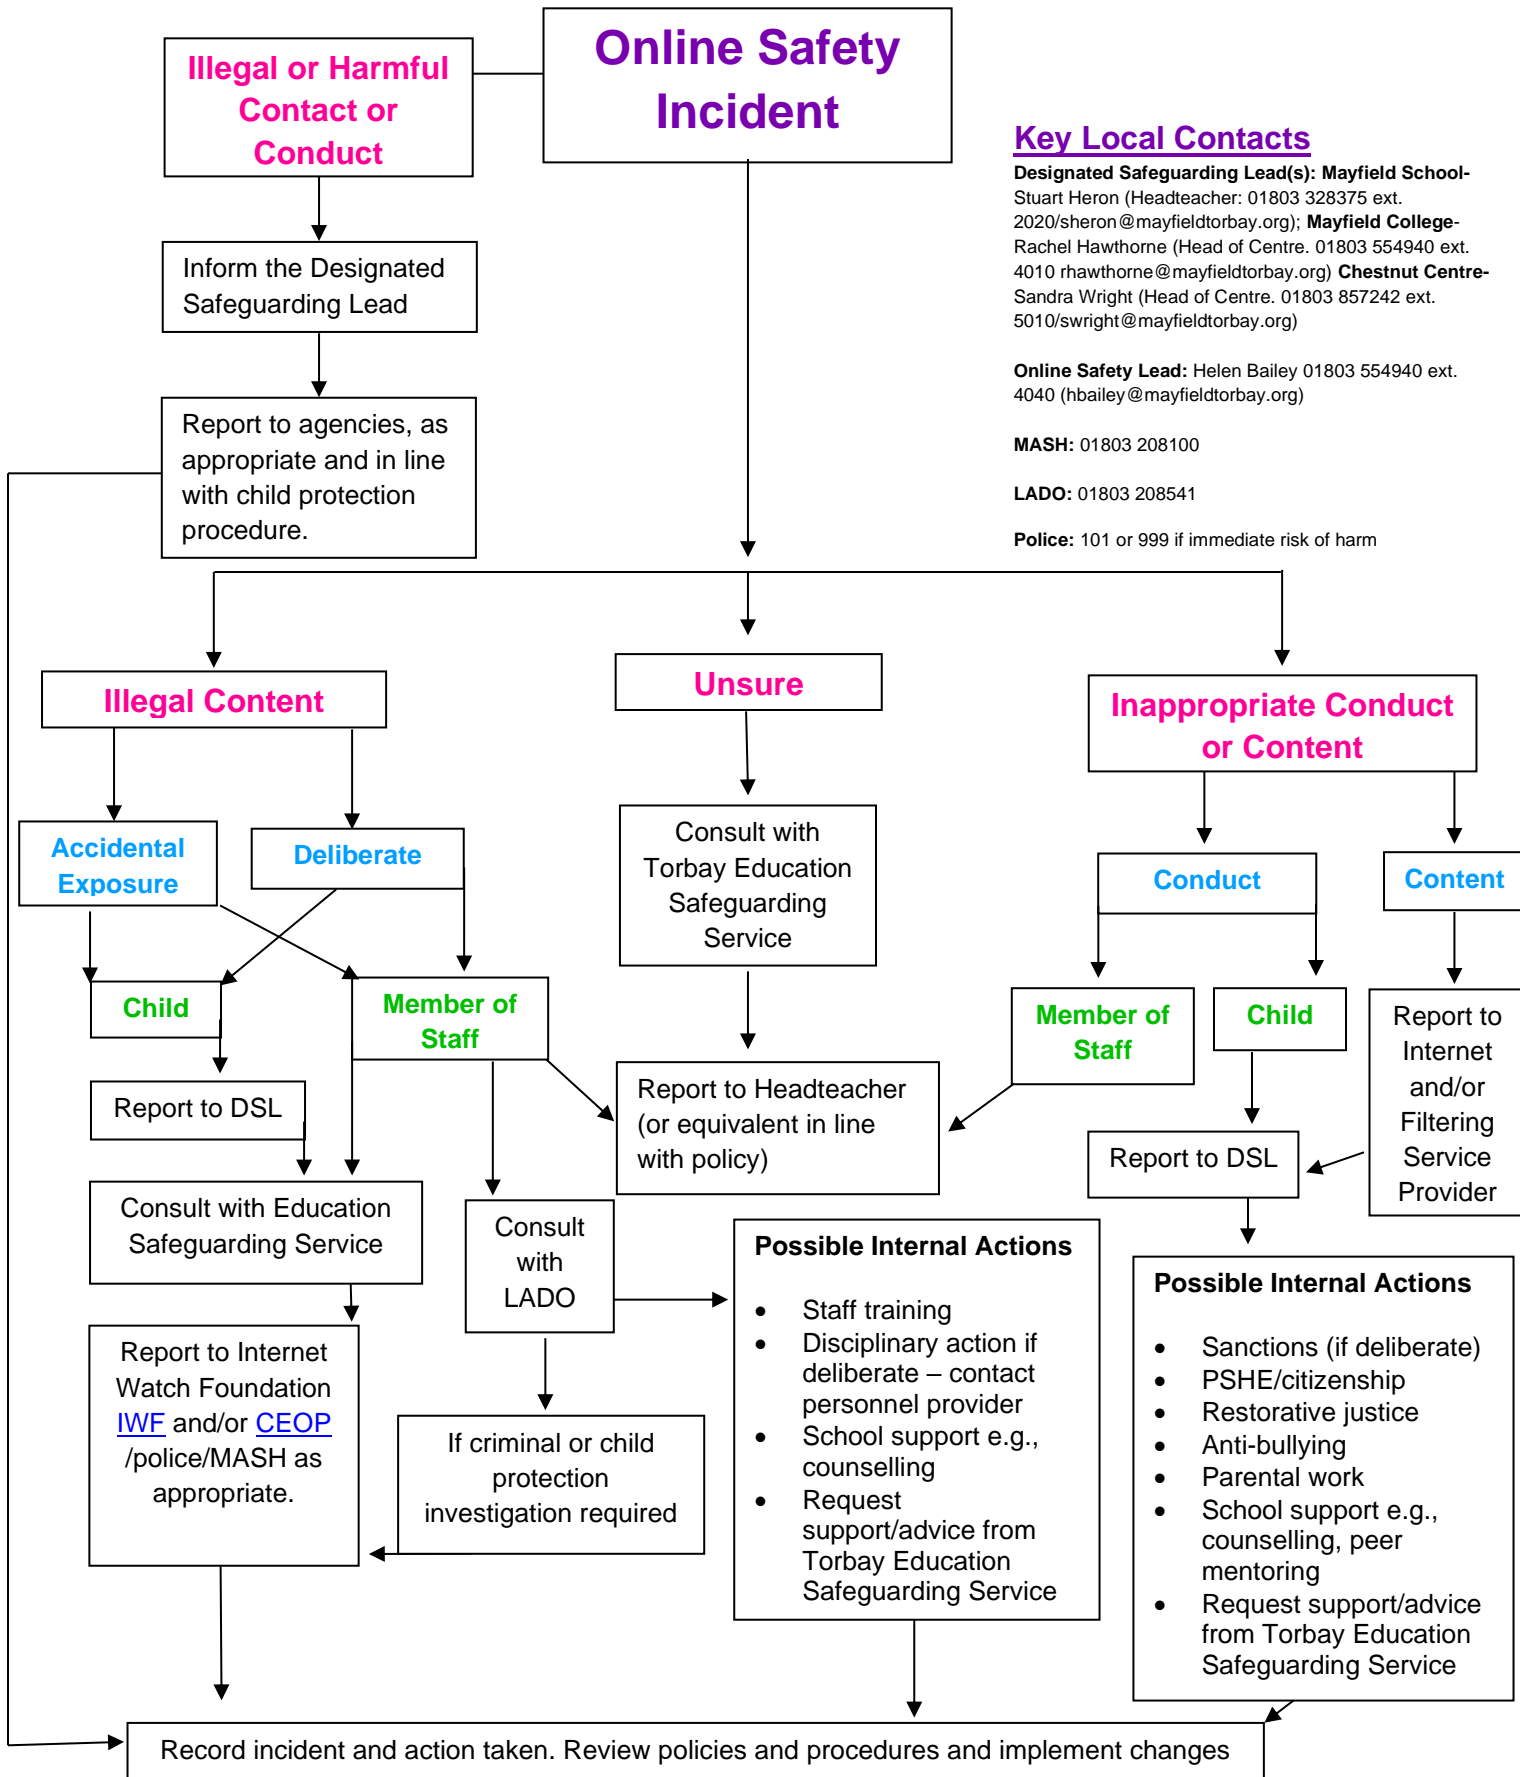 Online Safety
Incident
Illegal or Harmful
Contact or
Conduct
Key Local Contacts
Designated Safeguarding Lead(s): Mayfield School-
Stuart Heron (Headteacher: 01803 328375 ext.
2020/sheron@mayfieldtorbay.org); Mayfield College-
Rachel Hawthorne (Head of Centre. 01803 554940 ext.
4010 rhawthorne@mayfieldtorbay.org) Chestnut Centre-
Sandra Wright (Head of Centre. 01803 857242 ext.
5010/swright@mayfieldtorbay.org)
Online Safety Lead: Helen Bailey 01803 554940 ext.
4040 (hbailey@mayfieldtorbay.org)
MASH: 01803 208100
LADO: 01803 208541
Police: 101 or 999 if immediate risk of harm
Inform the Designated
Safeguarding Lead
Report to agencies, as
appropriate and in line
with child protection
procedure.
Illegal Content
Unsure
Inappropriate Conduct
or Content
Accidental
Exposure
Deliberate
Consult with
Torbay Education
Safeguarding
Service
Conduct
Content
Child
Member of
Staff
Member of
Staff
Child
Report to
Internet
and/or
Filtering
Service
Provider
Report to DSL
Report to Headteacher
(or equivalent in line
with policy)
Report to DSL
Consult with Education
Safeguarding Service
Consult
with
LADO
Possible Internal Actions
• Staff training
• Disciplinary action if
deliberate – contact
personnel provider
• School support e.g.,
counselling
• Request
support/advice from
Torbay Education
Safeguarding Service
Possible Internal Actions
• Sanctions (if deliberate)
• PSHE/citizenship
• Restorative justice
• Anti-bullying
• Parental work
• School support e.g.,
counselling, peer
mentoring
• Request support/advice
from Torbay Education
Safeguarding Service
Report to Internet
Watch Foundation
IWF and/or CEOP
/police/MASH as
appropriate.
If criminal or child
protection
investigation required
Record incident and action taken. Review policies and procedures and implement changes